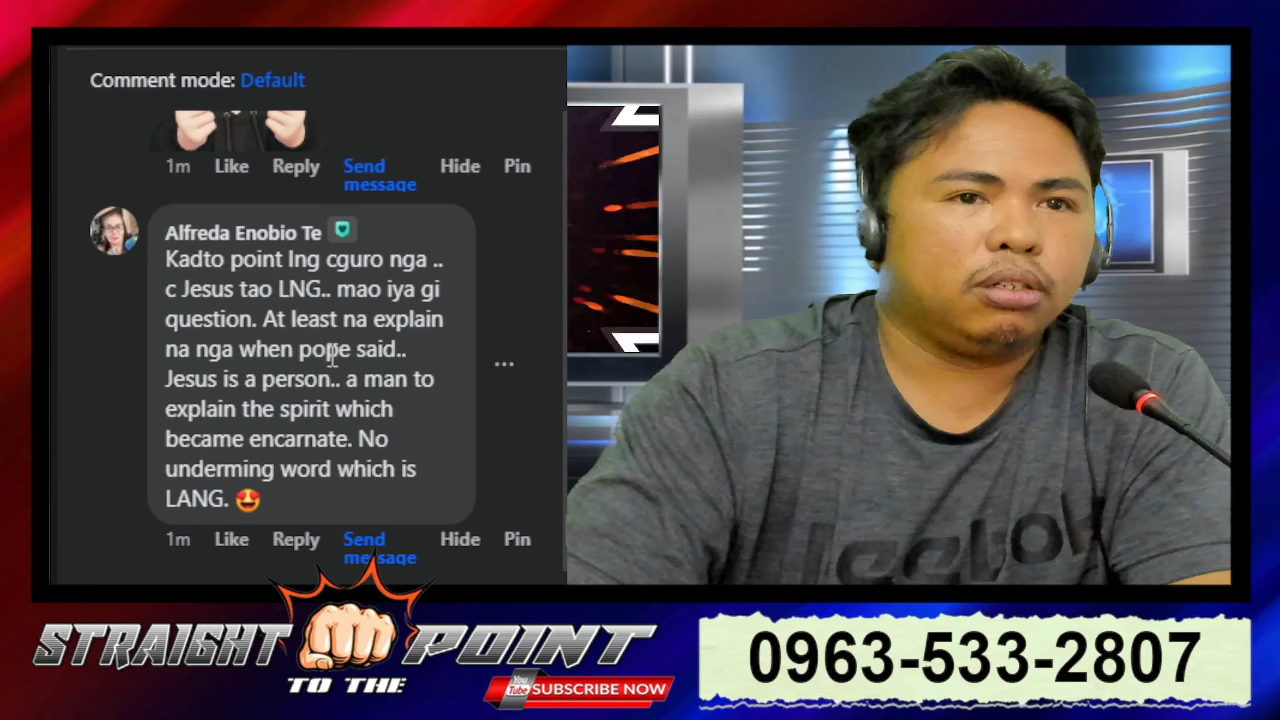 Comment mode: Default
1m Like Reply Send message Hide Pin
Alfreda Enobio Te
Kadto point lng cguro nga ..
c Jesus tao LNG.. mao iya gi
question. At least na explain
na nga when pope said..
Jesus is a person.. a man to
explain the spirit which
became encarnate. No
underming word which is
LANG.
1m Like Reply Send message Hide Pin
Reebok
STRAIGHT POINT
TO THE
You Tube SUBSCRIBE NOW
0963-533-2807